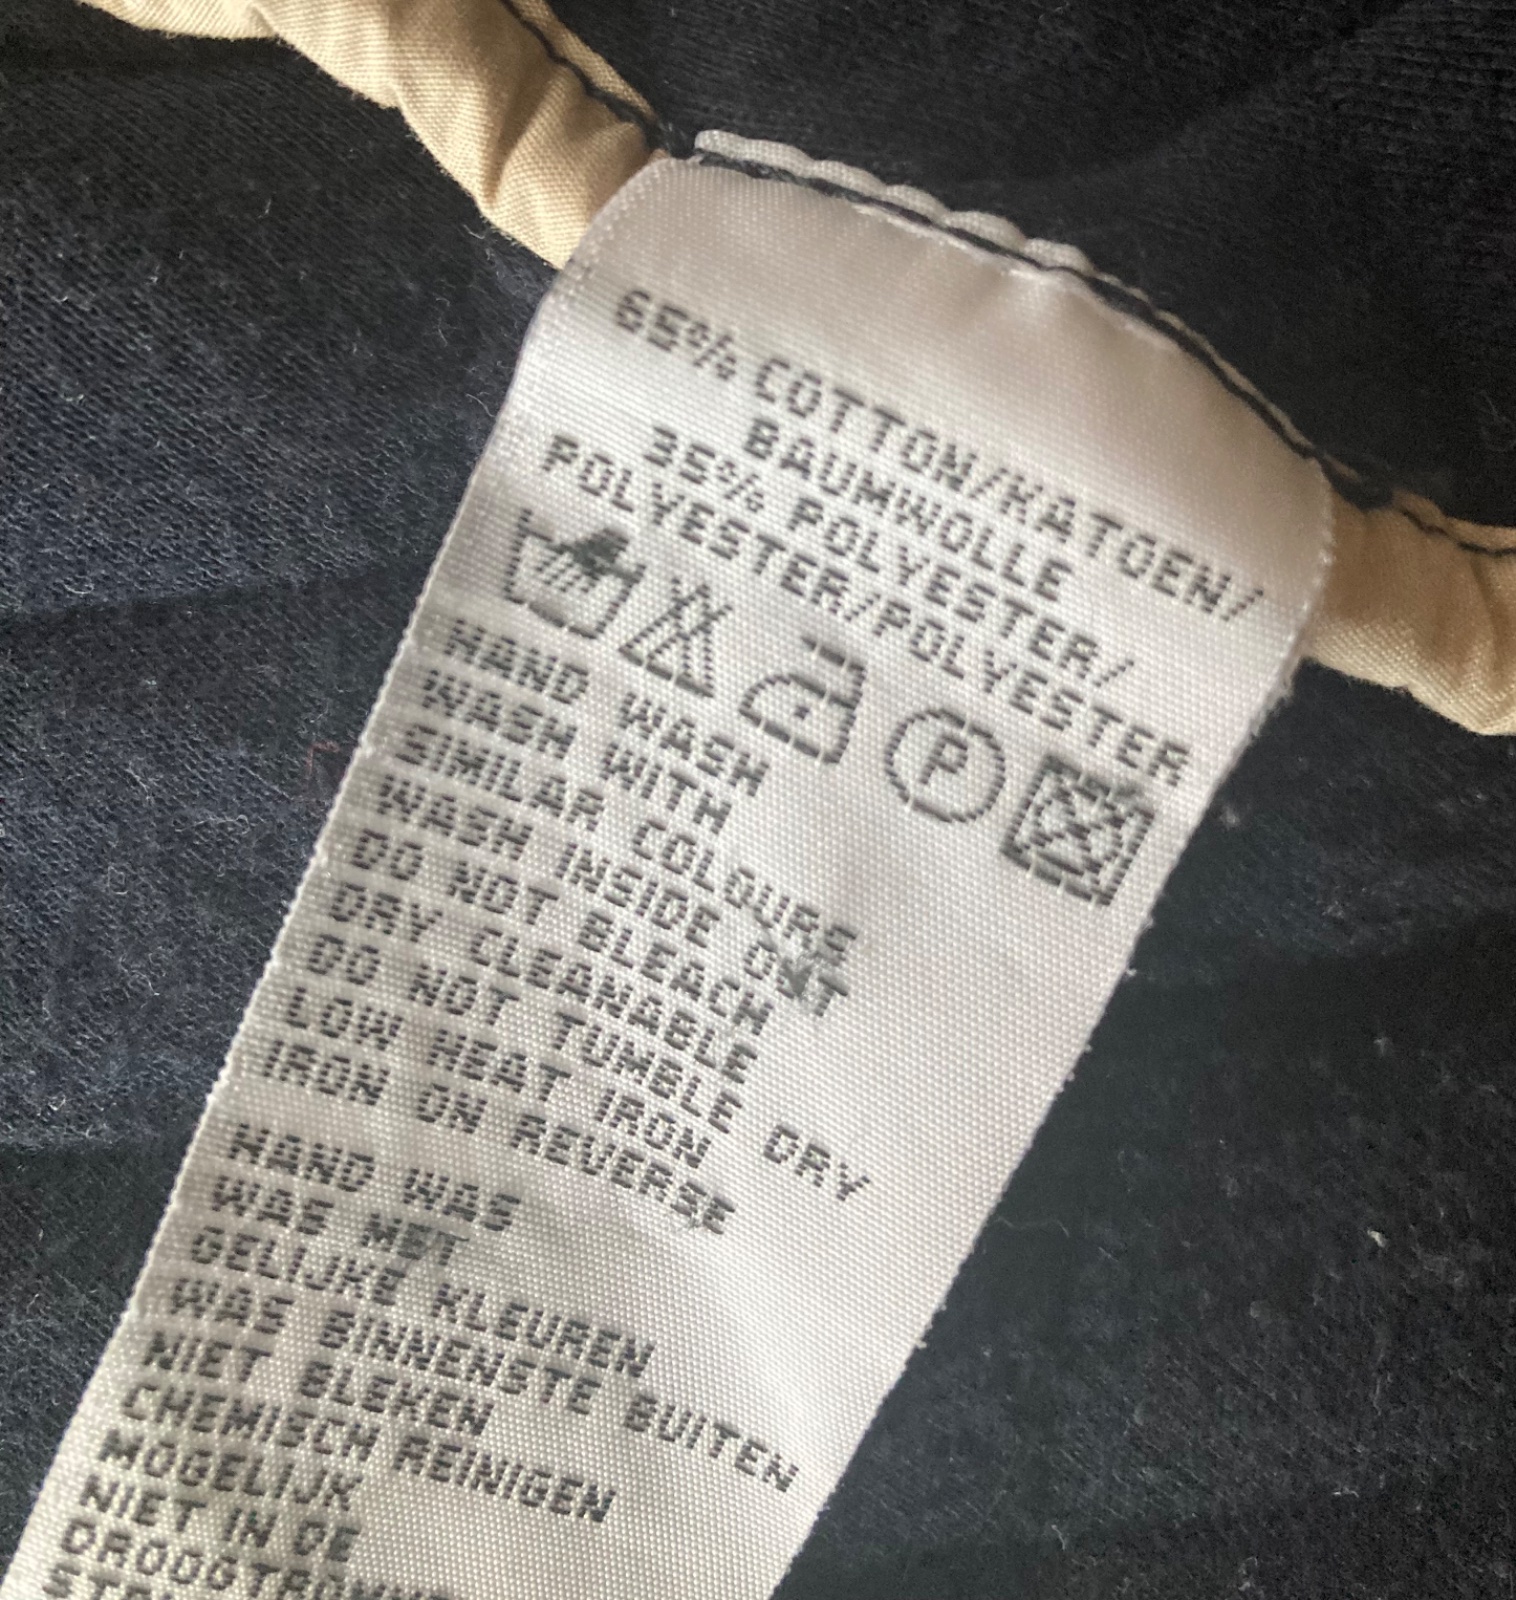 65% COTTON/KATOEN/
BAUMWOLLE
35% POLYESTER/
POLYESTER/POLYESTER
P
HAND WASH
WASH WITH
SIMILAR COLOURS
WASH INSIDE OUT
DO NOT BLEACH
DRY CLEANABLE
DO NOT TUMBLE DRY
LOW HEAT IRON
IRON ON REVERSE
HAND WAS
WAS MET
GELIJKE KLEUREN
WAS BINNENSTE BUITEN
NIET BLEKEN
CHEMISCH REINIGEN
MOGELIJK
NIET IN DE